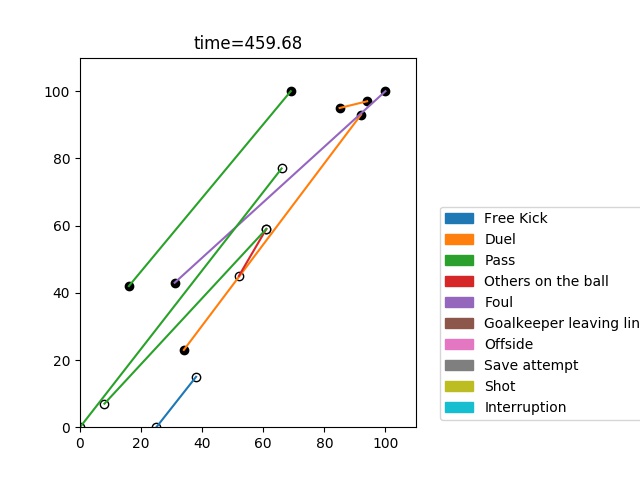 time=459.68
100
80
60
40
20
0
0 20 40 60 80 100
Free Kick
Duel
Pass
Others on the ball
Foul
Goalkeeper leaving lin
Offside
Save attempt
Shot
Interruption